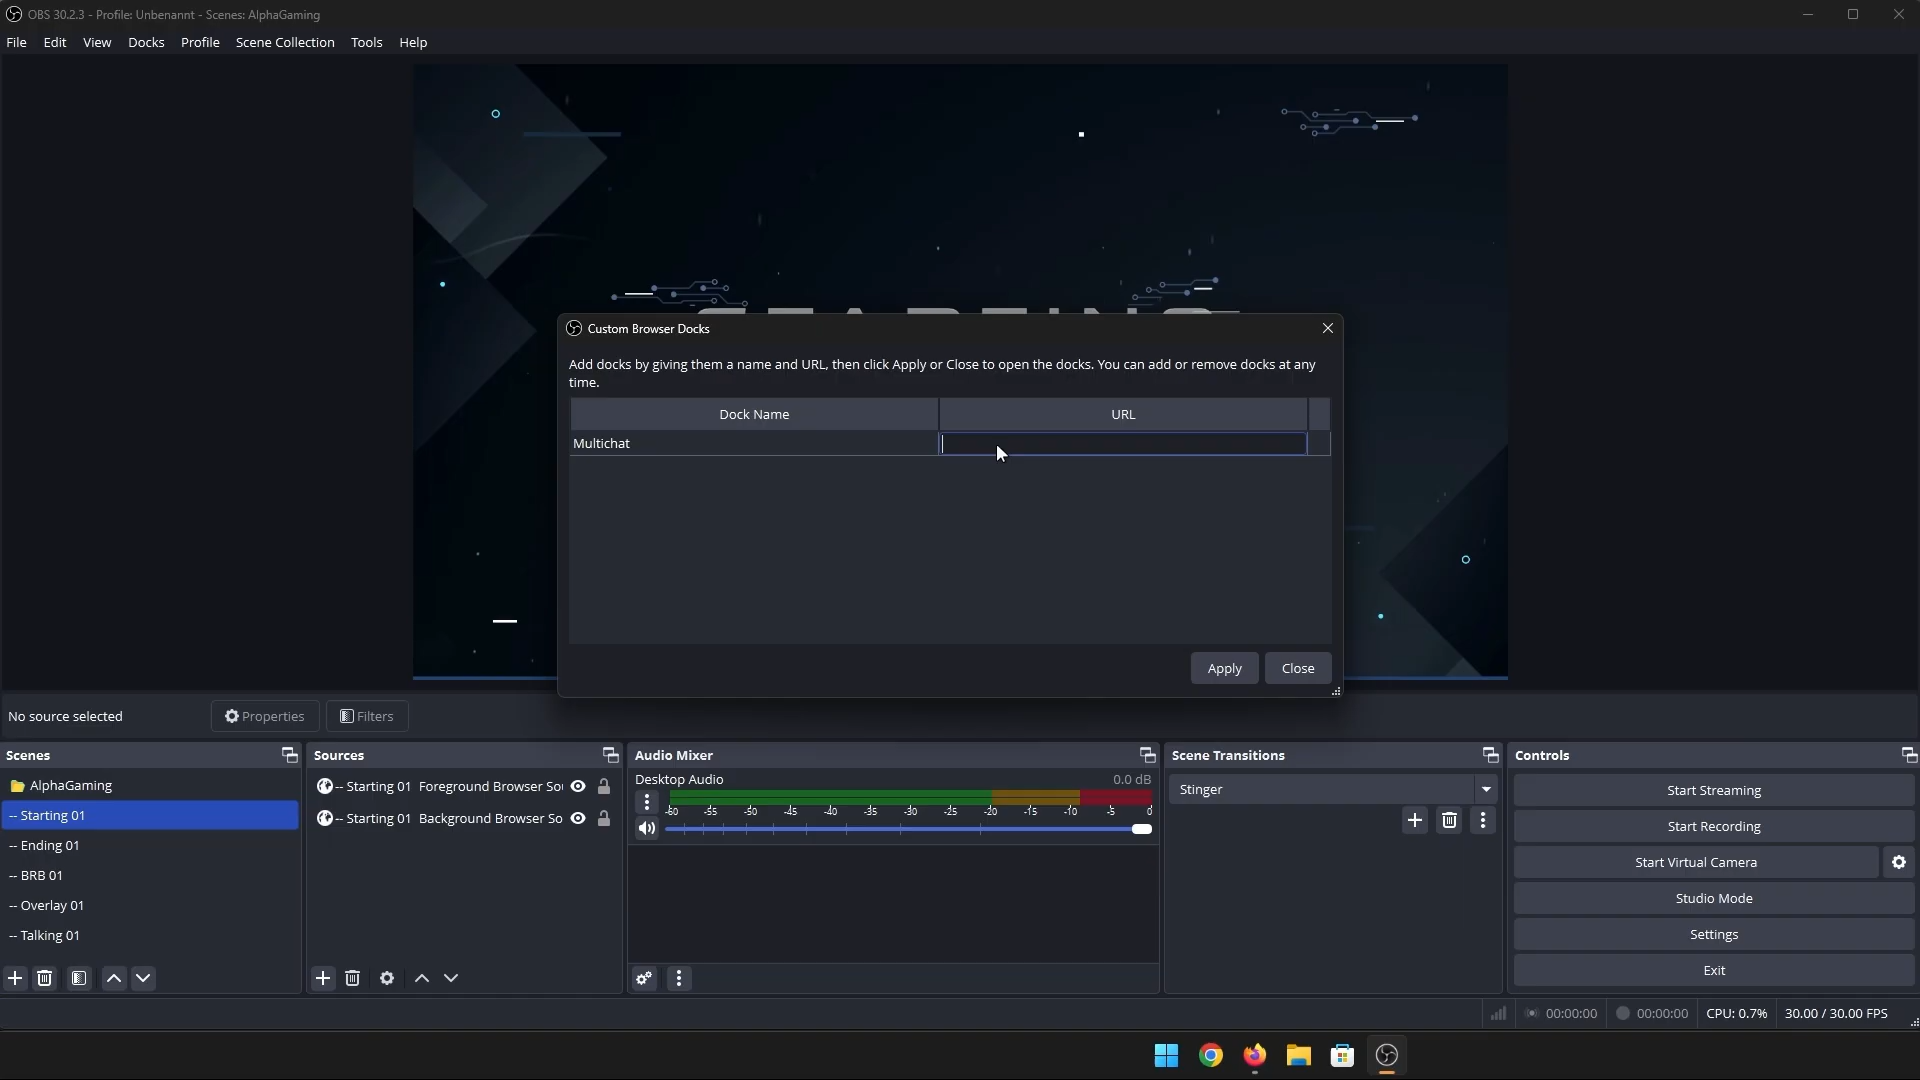 OBS 30.2.3 - Profile: Unbenannt - Scenes: AlphaGaming
File Edit View Docks Profile Scene Collection Tools Help
Custom Browser Docks
Add docks by giving them a name and URL, then click Apply or Close to open the docks. You can add or remove docks at any
time.
Dock Name URL
Multichat
Apply Close
No source selected Properties Filters
Scenes
AlphaGaming
-- Starting 01
-- Ending 01
-- BRB 01
-- Overlay 01
-- Talking 01
Sources
-- Starting 01 Foreground Browser Sou
-- Starting 01 Background Browser So
Audio Mixer
Desktop Audio 0.0 dB
-60 -55 -50 -45 -40 -35 -30 -25 -20 -15 -10 -5 0
Scene Transitions
Stinger
Controls
Start Streaming
Start Recording
Start Virtual Camera
Studio Mode
Settings
Exit
00:00:00 00:00:00 CPU: 0.7% 30.00 / 30.00 FPS